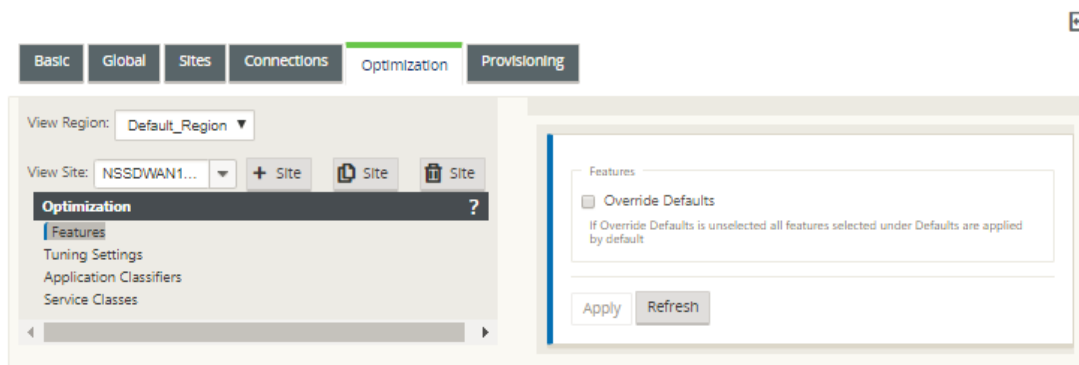 Basic Global Sites Connections Optimization Provisioning
View Region: Default_Region
View Site: NSSDWAN1... + Site Site Site
Optimization ?
Features
Tuning Settings
Application Classifiers
Service Classes
Features
Override Defaults
If Override Defaults is unselected all features selected under Defaults are applied
by default
Apply Refresh